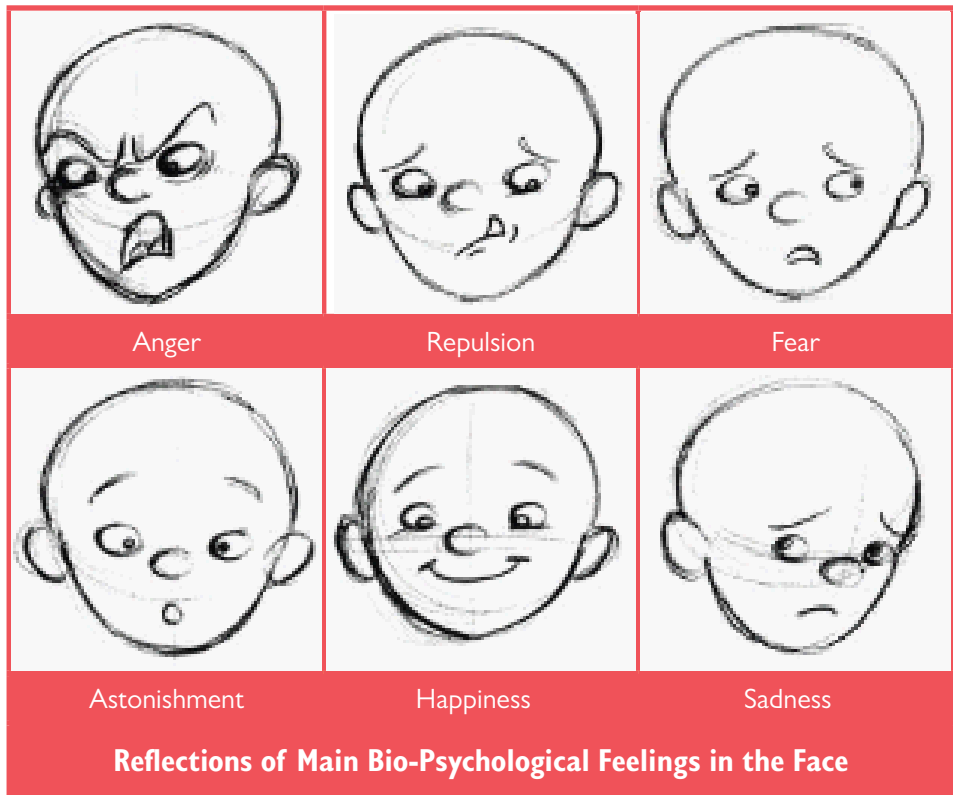 Anger
Repulsion
Fear
Astonishment
Happiness
Sadness
Reflections of Main Bio-Psychological Feelings in the Face